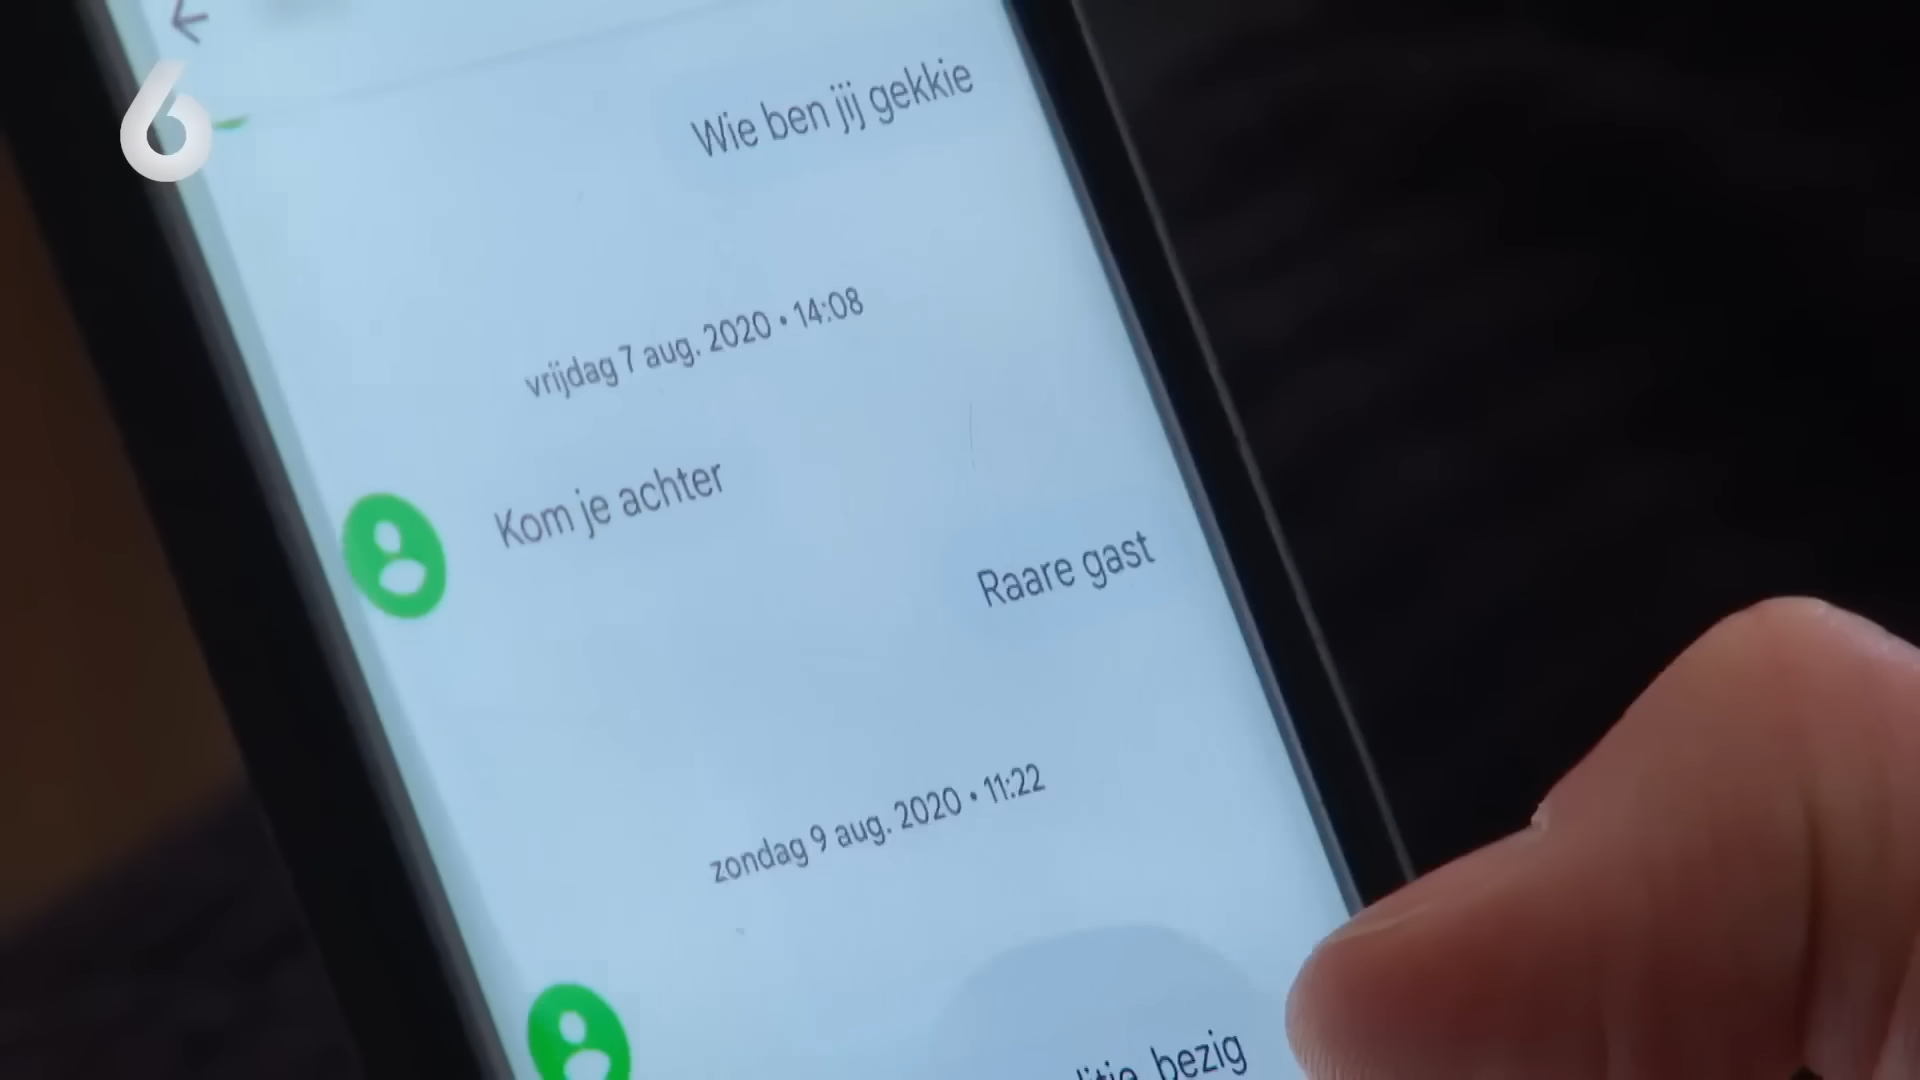 6
Wie ben jij gekkie
vrijdag 7 aug. 2020 • 14:08
Kom je achter
Raare gast
zondag 9 aug. 2020 • 11:22
bezig